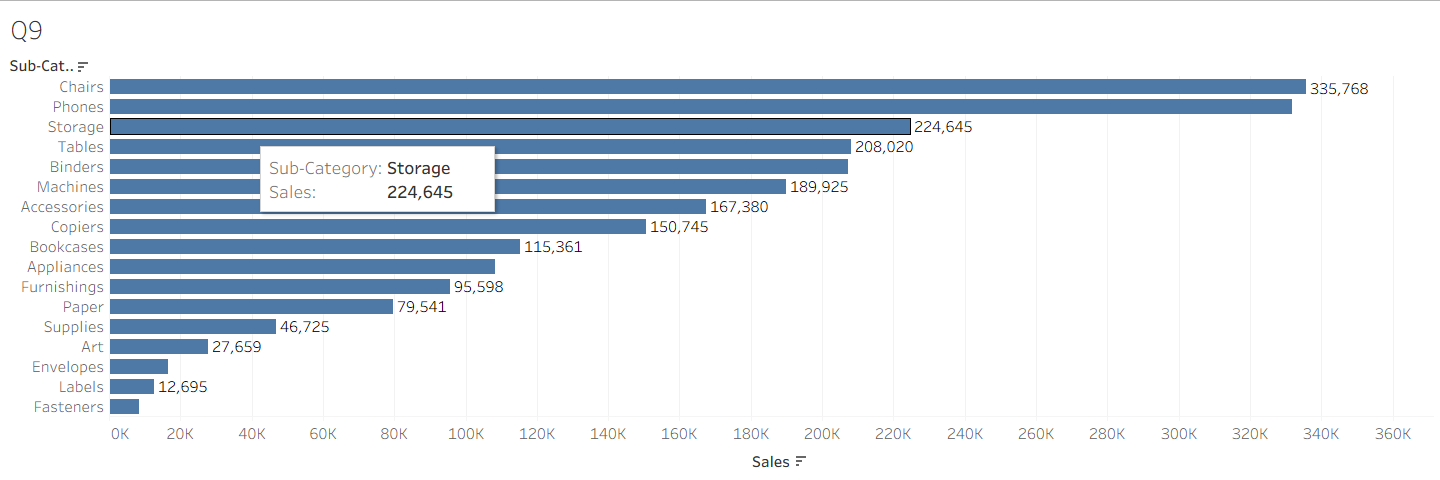 Q9
Sub-Cat..
Chairs 335,768
Phones
Storage 224,645
Tables 208,020
Binders
Machines 189,925
Accessories 167,380
Copiers 150,745
Bookcases 115,361
Appliances
Furnishings 95,598
Paper 79,541
Supplies 46,725
Art 27,659
Envelopes
Labels 12,695
Fasteners
Sub-Category: Storage
Sales: 224,645
0K 20K 40K 60K 80K 100K 120K 140K 160K 180K 200K 220K 240K 260K 280K 300K 320K 340K 360K
Sales